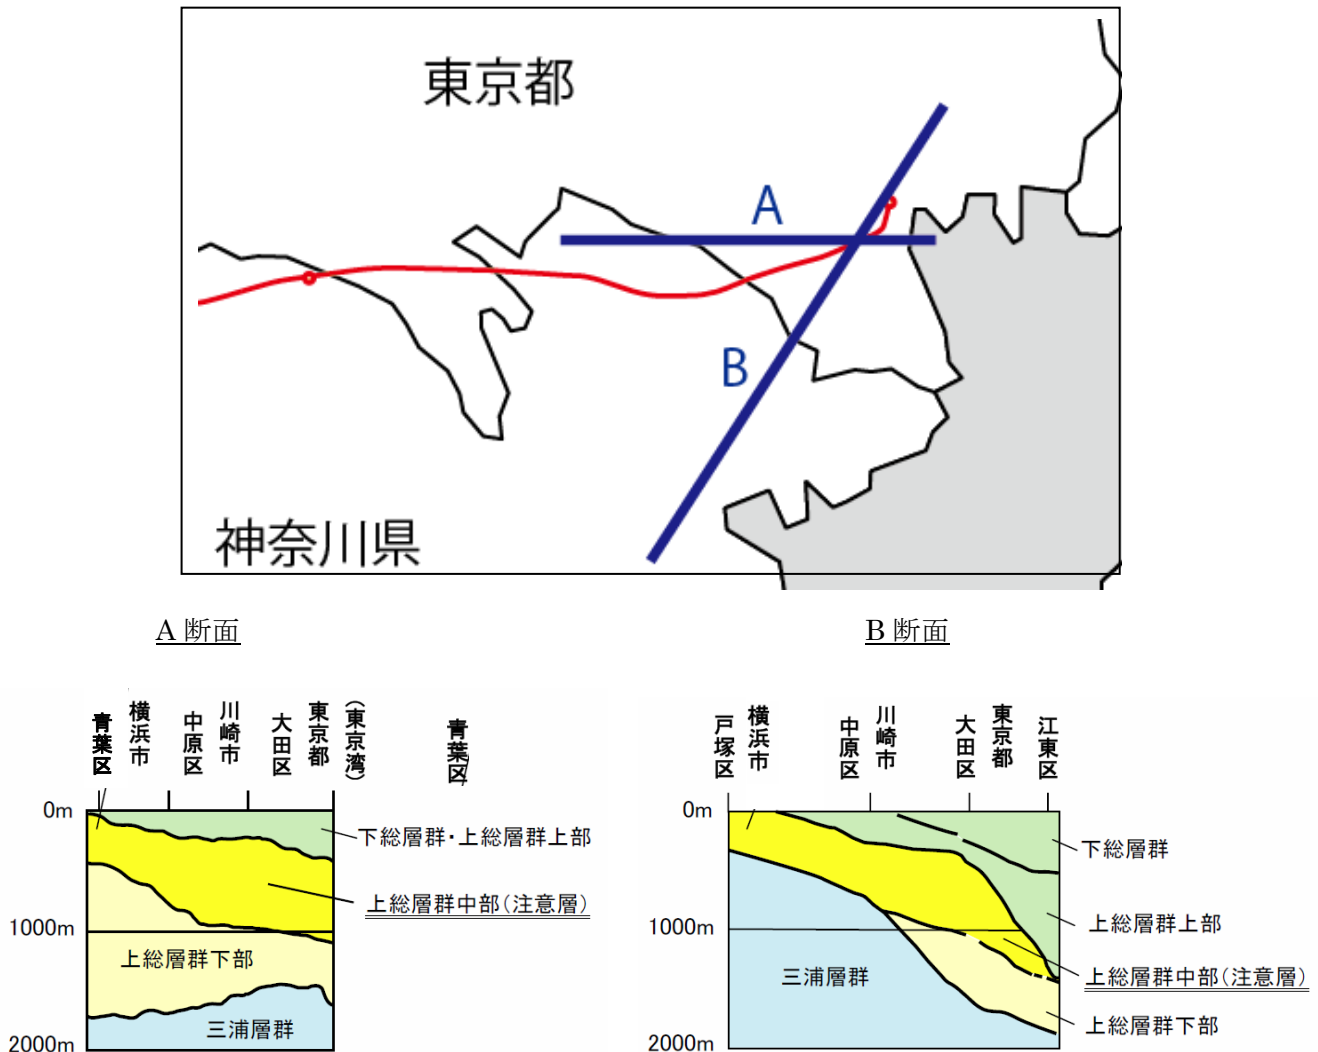 東京都
A
B
神奈川県
A 断面
B 断面
青葉区
横浜市
中原区
川崎市
大田区
東京都
(東京湾)
青葉区
0m
1000m
2000m
下総層群・上総層群上部
上総層群中部(注意層)
上総層群下部
三浦層群
戸塚区
横浜市
中原区
川崎市
大田区
東京都
江東区
0m
1000m
2000m
下総層群
上総層群上部
上総層群中部(注意層)
上総層群下部
三浦層群